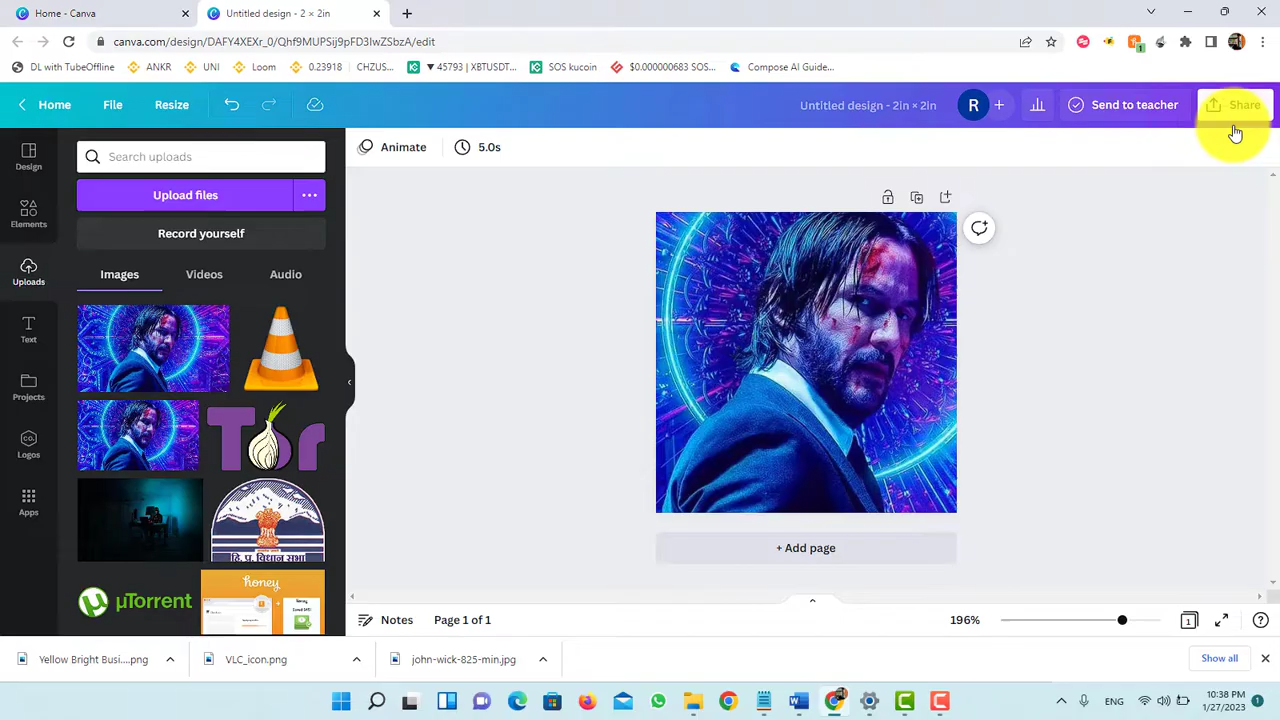 Home - Canva
Untitled design - 2 × 2in
canva.com/design/DAFY4XEXr_0/Qhf9MUPSij9pFD3IwZSbzA/edit
DL with TubeOffline
ANKR
UNI
Loom
0.23918 | CHZUS...
▼45793 | XBTUSDT...
SOS kucoin
$0.000000683 SOS...
Compose AI Guide...
Home
File
Resize
Untitled design - 2in × 2in
R
Send to teacher
Share
Design
Elements
Uploads
Text
Projects
CO.
Logos
Apps
Search uploads
Upload files
Record yourself
Images
Videos
Audio
Tor
हि.प्र.विधान सभा
µTorrent
honey
Animate
5.0s
+ Add page
Notes
Page 1 of 1
196%
1
Yellow Bright Busi....png
VLC_icon.png
john-wick-825-min.jpg
Show all
ENG
10:38 PM
1/27/2023
1